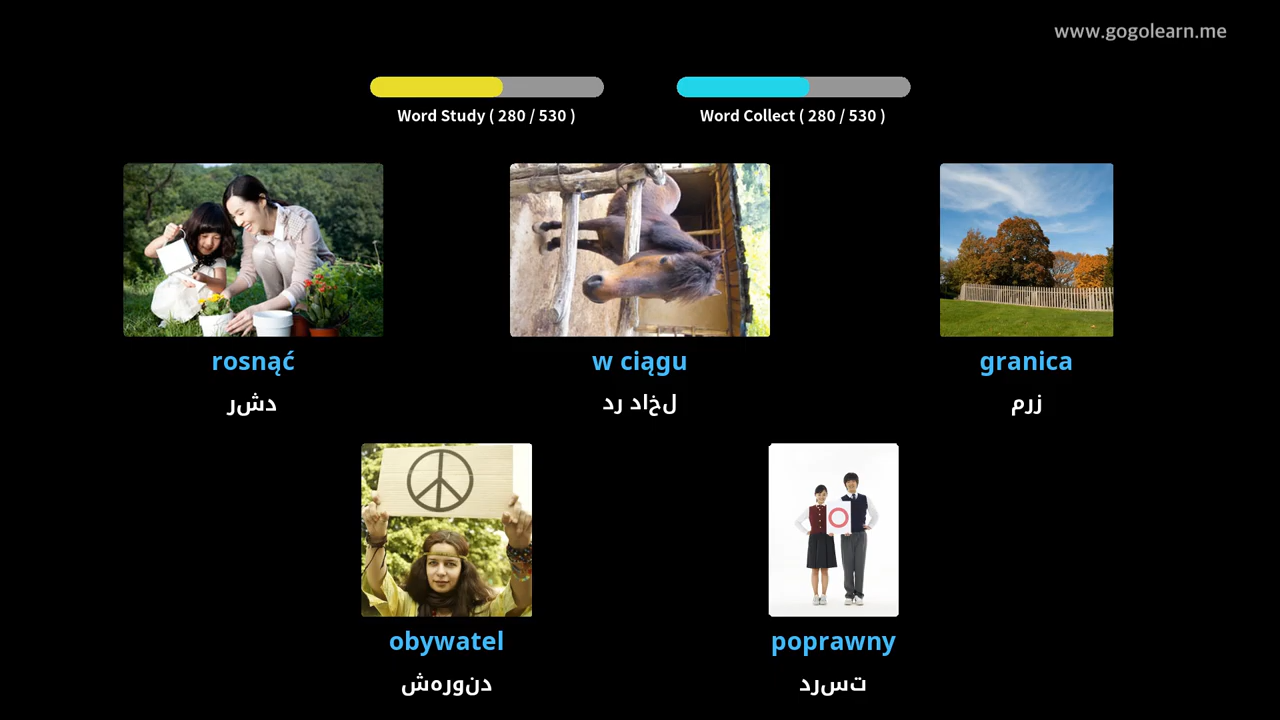 www.gogolearn.me
Word Study ( 280 / 530 )
Word Collect ( 280 / 530 )
rosnąć
w ciągu
granica
دشر
لخاد رد
زرم
obywatel
poprawny
دنورهش
تسرد